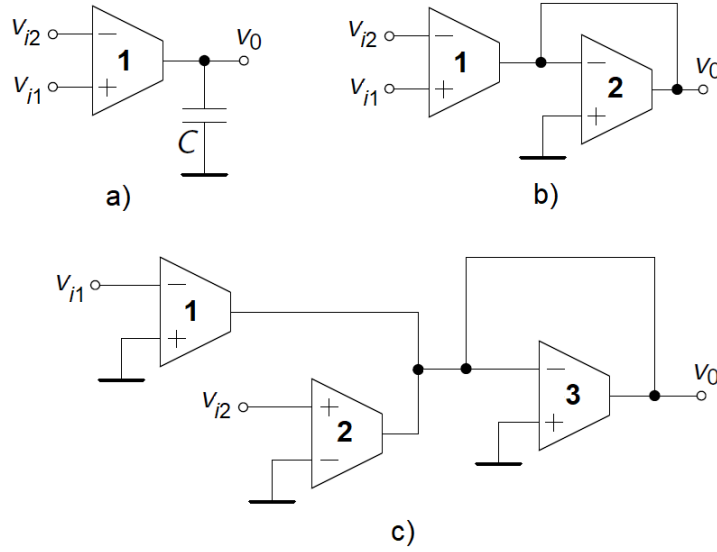 v_i2 − 1 v_0
v_i1 +
C
a)
v_i2 − 1 − 2 v_0
v_i1 + +
b)
v_i1 − 1
+
v_i2 + 2 − 3 v_0
− +
c)